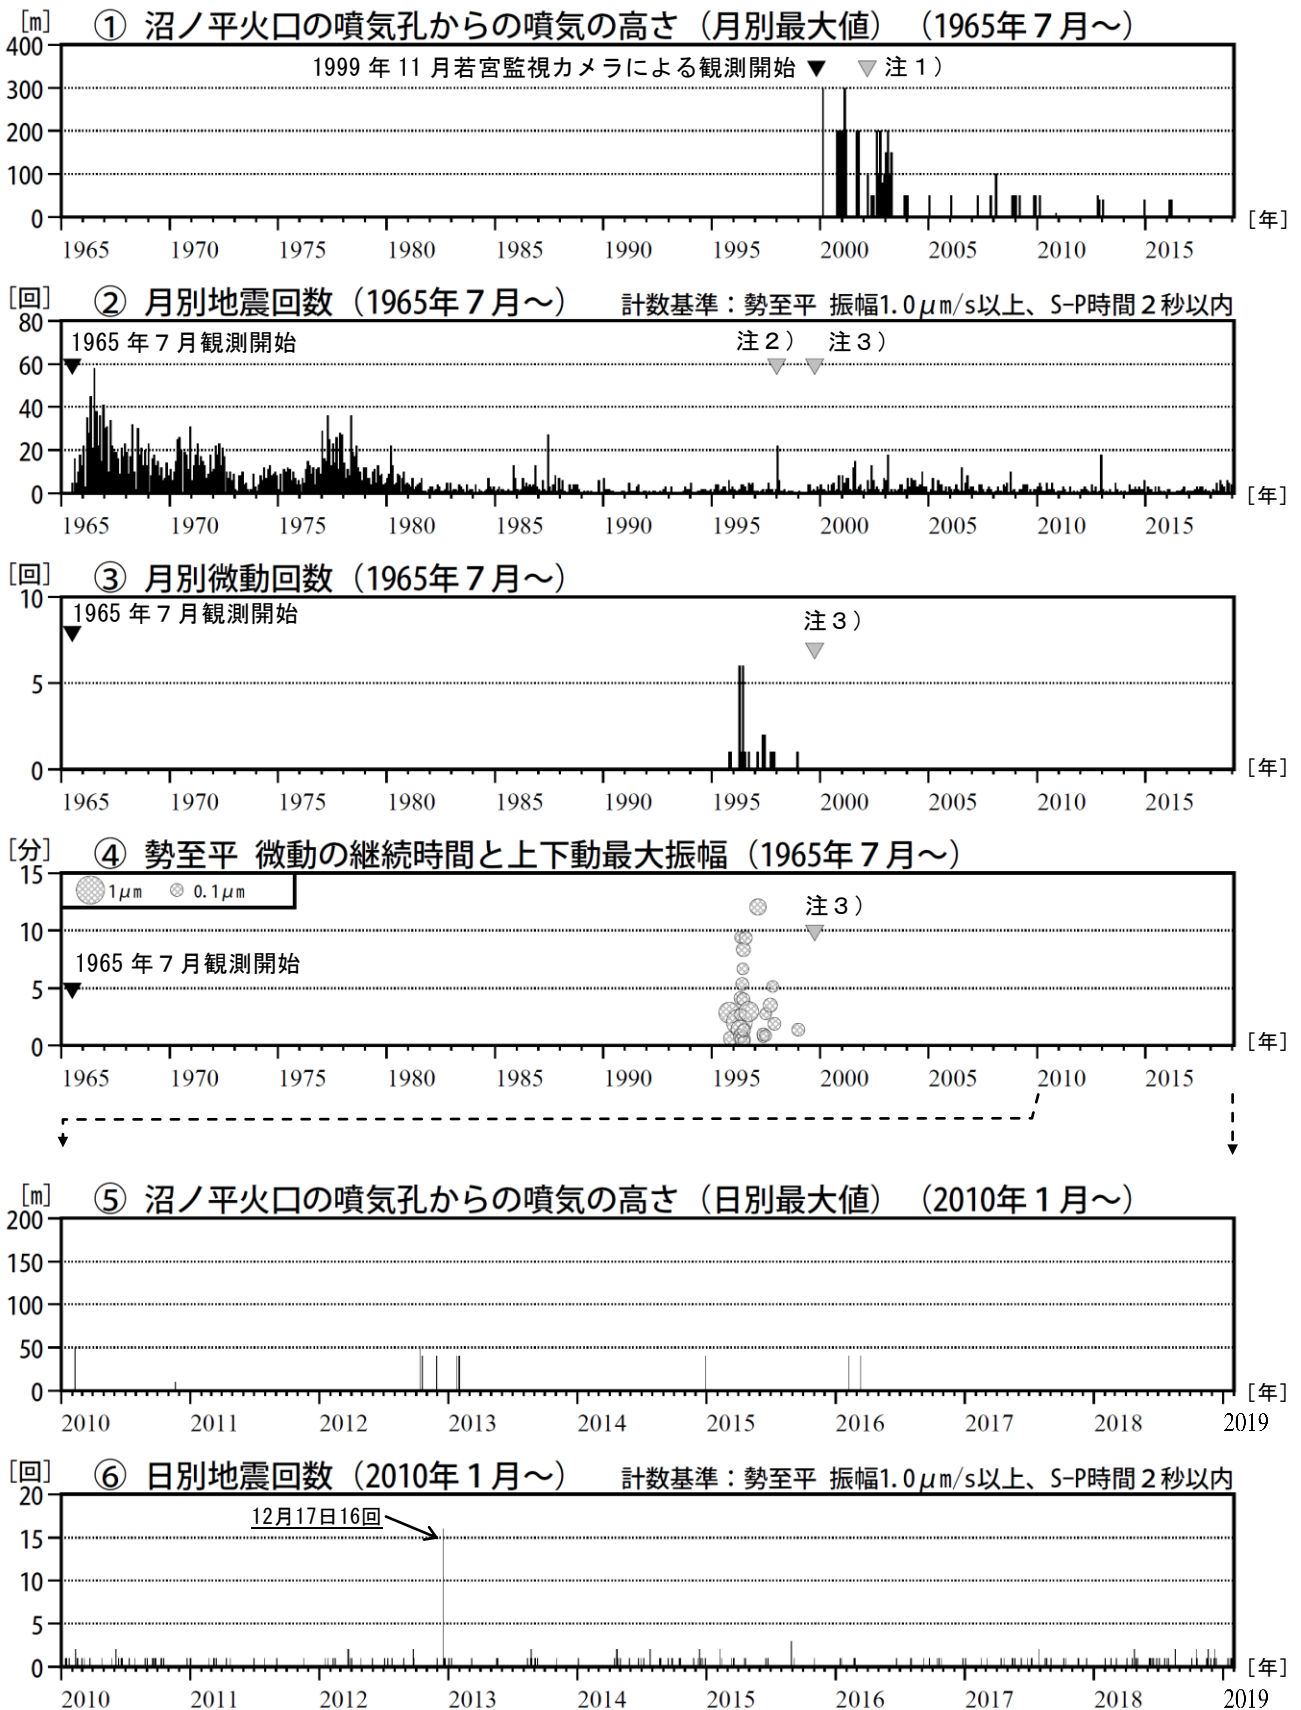 [m] ① 沼ノ平火口の噴気孔からの噴気の高さ（月別最大値）（1965年７月～）
400
1999 年 11 月若宮監視カメラによる観測開始 ▼ ▼ 注１）
300
200
100
0
[年]
1965 1970 1975 1980 1985 1990 1995 2000 2005 2010 2015
[回] ② 月別地震回数（1965年７月～） 計数基準：勢至平 振幅1.0μm/s以上、S-P時間２秒以内
80
1965 年７月観測開始 注２） 注３）
60
40
20
0
[年]
1965 1970 1975 1980 1985 1990 1995 2000 2005 2010 2015
[回] ③ 月別微動回数（1965年７月～）
10
1965 年７月観測開始 注３）
5
0
[年]
1965 1970 1975 1980 1985 1990 1995 2000 2005 2010 2015
[分] ④ 勢至平 微動の継続時間と上下動最大振幅（1965年７月～）
15
1μm 0.1μm
注３）
10
1965 年７月観測開始
5
0
[年]
1965 1970 1975 1980 1985 1990 1995 2000 2005 2010 2015
[m] ⑤ 沼ノ平火口の噴気孔からの噴気の高さ（日別最大値）（2010年１月～）
200
150
100
50
0
[年]
2010 2011 2012 2013 2014 2015 2016 2017 2018 2019
[回] ⑥ 日別地震回数（2010年１月～） 計数基準：勢至平 振幅1.0μm/s以上、S-P時間２秒以内
20
12月17日16回
15
10
5
0
[年]
2010 2011 2012 2013 2014 2015 2016 2017 2018 2019